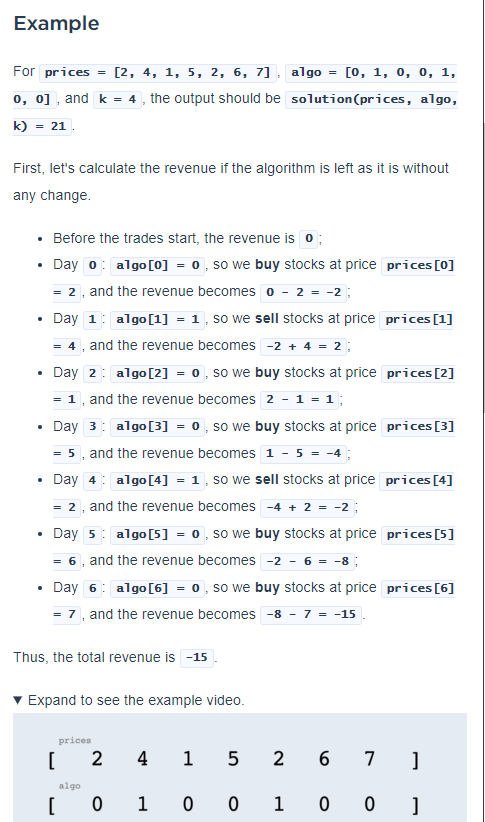 Example
For prices = [2, 4, 1, 5, 2, 6, 7] , algo = [0, 1, 0, 0, 1,
0, 0] , and k = 4 , the output should be solution(prices, algo,
k) = 21 .
First, let's calculate the revenue if the algorithm is left as it is without
any change.
• Before the trades start, the revenue is 0 ;
• Day 0 : algo[0] = 0 , so we buy stocks at price prices[0]
= 2 , and the revenue becomes 0 - 2 = -2 ;
• Day 1 : algo[1] = 1 , so we sell stocks at price prices[1]
= 4 , and the revenue becomes -2 + 4 = 2 ;
• Day 2 : algo[2] = 0 , so we buy stocks at price prices[2]
= 1 , and the revenue becomes 2 - 1 = 1 ;
• Day 3 : algo[3] = 0 , so we buy stocks at price prices[3]
= 5 , and the revenue becomes 1 - 5 = -4 ;
• Day 4 : algo[4] = 1 , so we sell stocks at price prices[4]
= 2 , and the revenue becomes -4 + 2 = -2 ;
• Day 5 : algo[5] = 0 , so we buy stocks at price prices[5]
= 6 , and the revenue becomes -2 - 6 = -8 ;
• Day 6 : algo[6] = 0 , so we buy stocks at price prices[6]
= 7 , and the revenue becomes -8 - 7 = -15 .
Thus, the total revenue is -15 .
▼ Expand to see the example video.
prices
[ 2 4 1 5 2 6 7 ]
algo
[ 0 1 0 0 1 0 0 ]